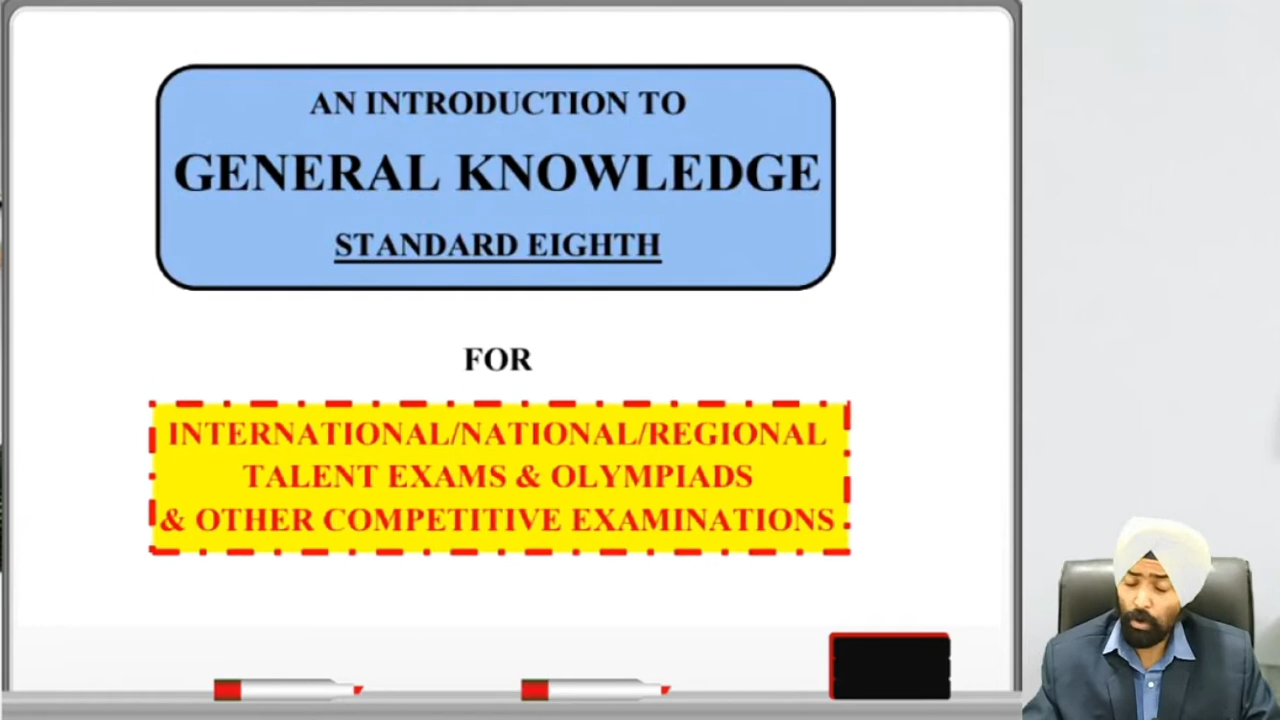 AN INTRODUCTION TO
GENERAL KNOWLEDGE
STANDARD EIGHTH
FOR
INTERNATIONAL/NATIONAL/REGIONAL
TALENT EXAMS & OLYMPIADS
& OTHER COMPETITIVE EXAMINATIONS